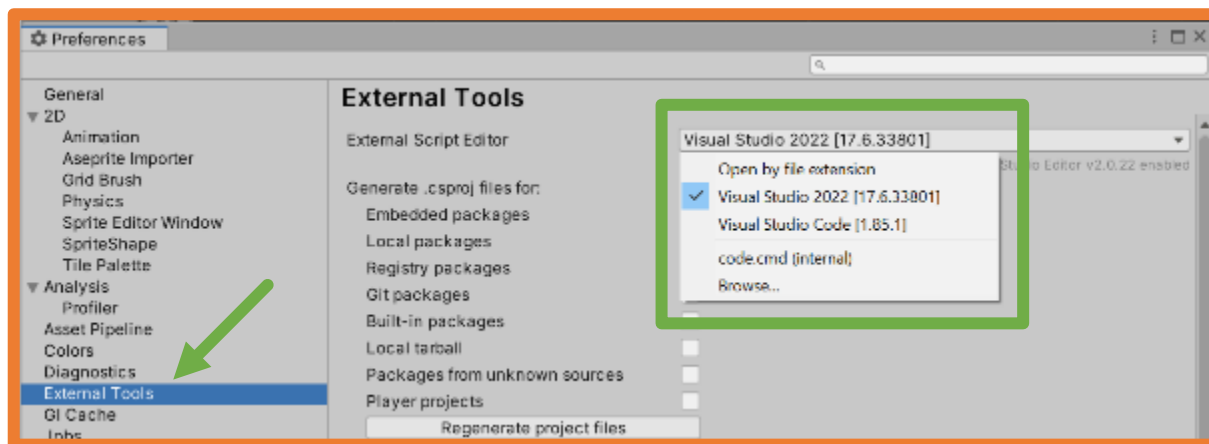 Preferences
General
2D
Animation
Aseprite Importer
Grid Brush
Physics
Sprite Editor Window
SpriteShape
Tile Palette
Analysis
Profiler
Asset Pipeline
Colors
Diagnostics
External Tools
GI Cache
Jobs
External Tools
External Script Editor
Visual Studio 2022 [17.6.33801]
Studio Editor v2.0.22 enabled
Open by file extension
Visual Studio 2022 [17.6.33801]
Visual Studio Code [1.85.1]
code.cmd (internal)
Browse...
Generate .csproj files for:
Embedded packages
Local packages
Registry packages
Git packages
Built-in packages
Local tarball
Packages from unknown sources
Player projects
Regenerate project files